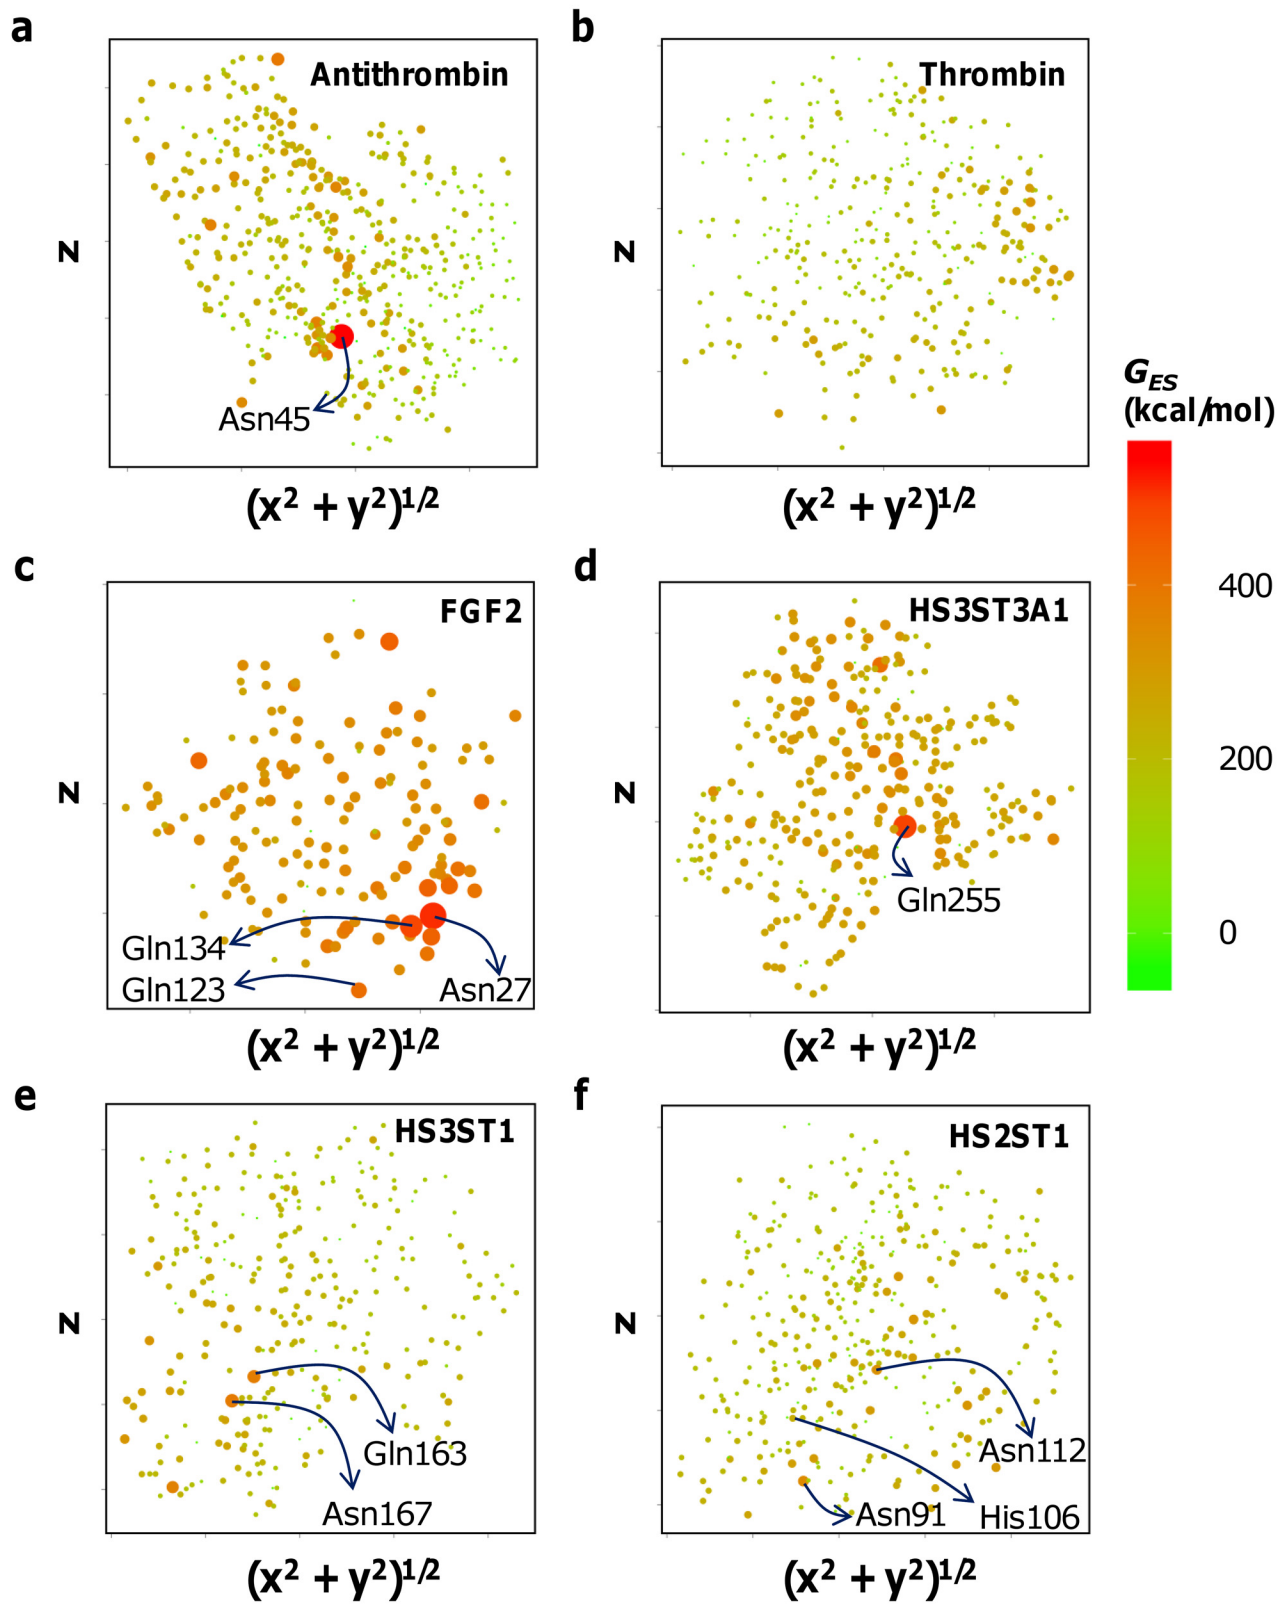 a
Antithrombin
N
Asn45
(x² + y²)¹/²
b
Thrombin
N
(x² + y²)¹/²
G_ES
(kcal/mol)
400
200
0
c
FGF2
N
Gln134
Gln123
Asn27
(x² + y²)¹/²
d
HS3ST3A1
N
Gln255
(x² + y²)¹/²
e
HS3ST1
N
Gln163
Asn167
(x² + y²)¹/²
f
HS2ST1
N
Asn112
Asn91
His106
(x² + y²)¹/²